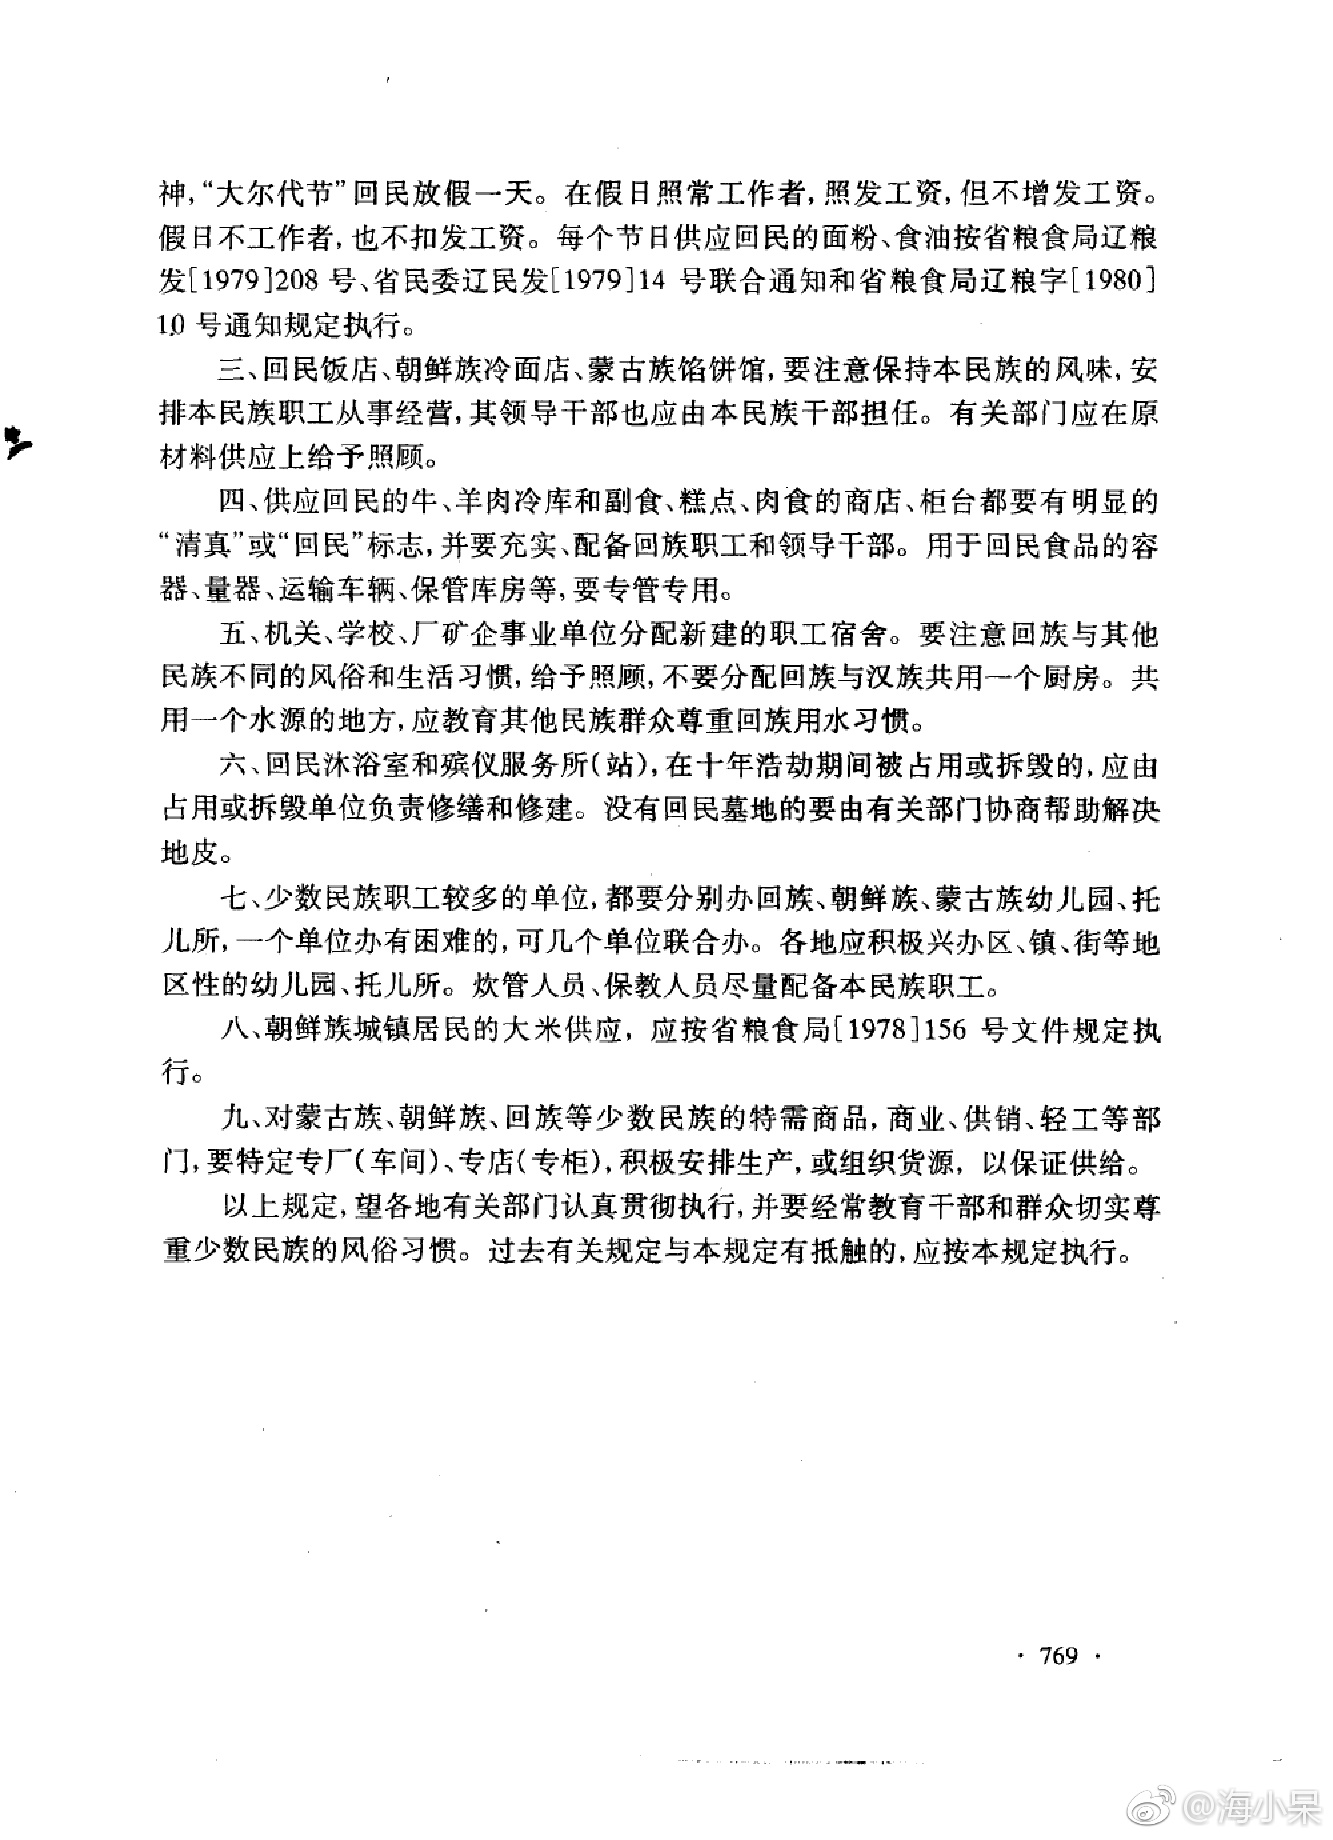 神,“大尔代节”回民放假一天。在假日照常工作者,照发工资,但不增发工资。
假日不工作者,也不扣发工资。每个节日供应回民的面粉、食油按省粮食局辽粮
发[1979]208 号、省民委辽民发[1979]14 号联合通知和省粮食局辽粮字[1980]
10 号通知规定执行。
三、回民饭店、朝鲜族冷面店、蒙古族馅饼馆,要注意保持本民族的风味,安
排本民族职工从事经营,其领导干部也应由本民族干部担任。有关部门应在原
材料供应上给予照顾。
四、供应回民的牛、羊肉冷库和副食、糕点、肉食的商店、柜台都要有明显的
“清真”或“回民”标志,并要充实、配备回族职工和领导干部。用于回民食品的容
器、量器、运输车辆、保管库房等,要专管专用。
五、机关、学校、厂矿企事业单位分配新建的职工宿舍。要注意回族与其他
民族不同的风俗和生活习惯,给予照顾,不要分配回族与汉族共用一个厨房。共
用一个水源的地方,应教育其他民族群众尊重回族用水习惯。
六、回民沐浴室和殡仪服务所(站),在十年浩劫期间被占用或拆毁的,应由
占用或拆毁单位负责修缮和修建。没有回民墓地的要由有关部门协商帮助解决
地皮。
七、少数民族职工较多的单位,都要分别办回族、朝鲜族、蒙古族幼儿园、托
儿所,一个单位办有困难的,可几个单位联合办。各地应积极兴办区、镇、街等地
区性的幼儿园、托儿所。炊管人员、保教人员尽量配备本民族职工。
八、朝鲜族城镇居民的大米供应, 应按省粮食局[1978]156 号文件规定执
行。
九、对蒙古族、朝鲜族、回族等少数民族的特需商品,商业、供销、轻工等部
门,要特定专厂(车间)、专店(专柜),积极安排生产,或组织货源, 以保证供给。
以上规定,望各地有关部门认真贯彻执行,并要经常教育干部和群众切实尊
重少数民族的风俗习惯。过去有关规定与本规定有抵触的,应按本规定执行。
· 769 ·
@海小呆